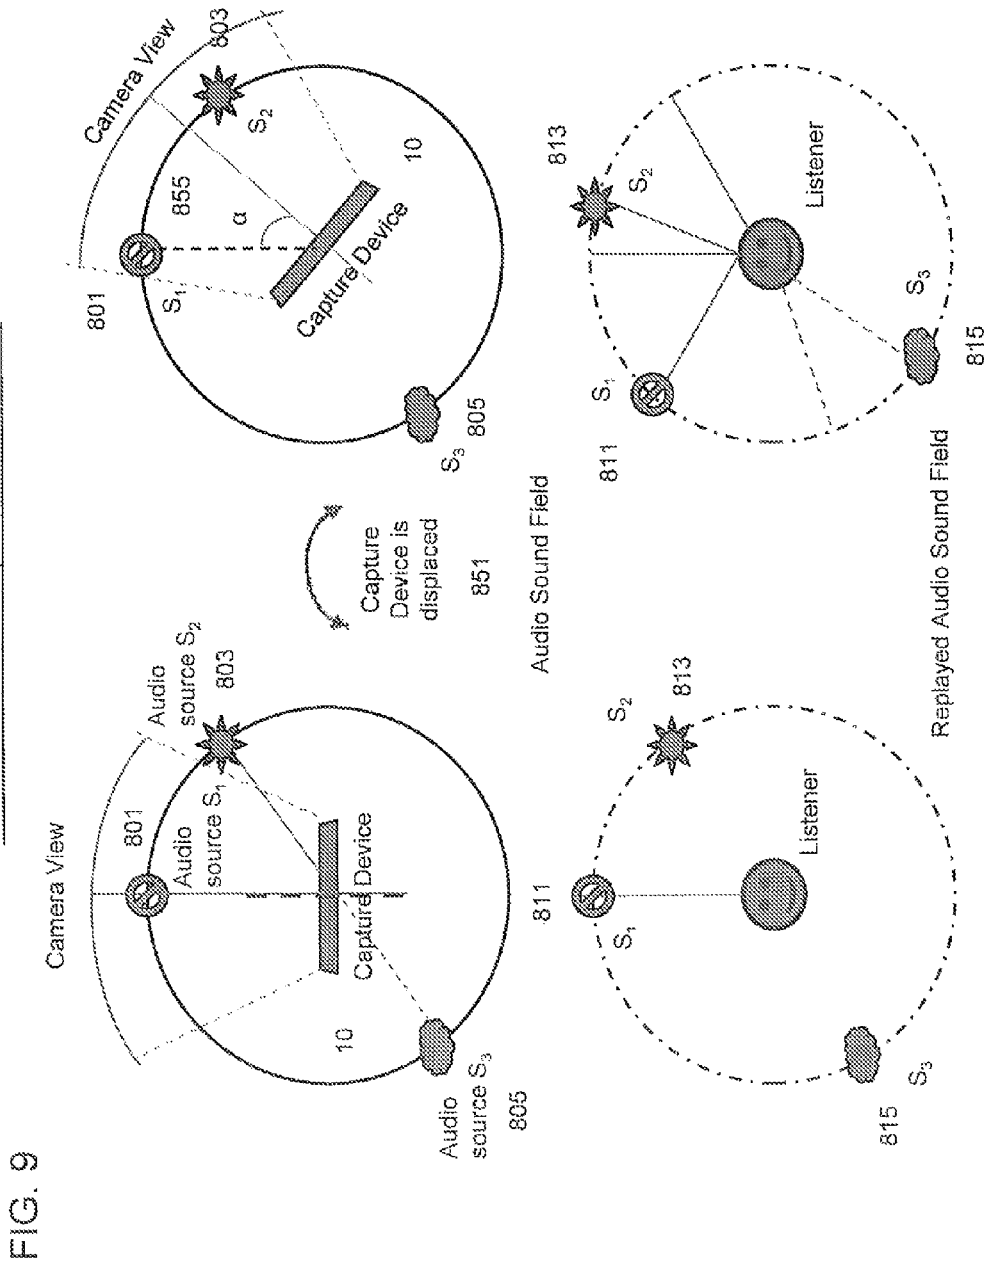 FIG. 9
Camera View
801
Audio
source S1
Audio
source S2
803
Capture Device
10
Audio
source S3
805
Capture
Device is
displaced
851
Camera View
803
801
S1
855
α
S2
Capture Device
10
S3
805
Audio Sound Field
811
S1
S2
813
Listener
815
S3
813
S2
S1
811
Listener
S3
815
Replayed Audio Sound Field